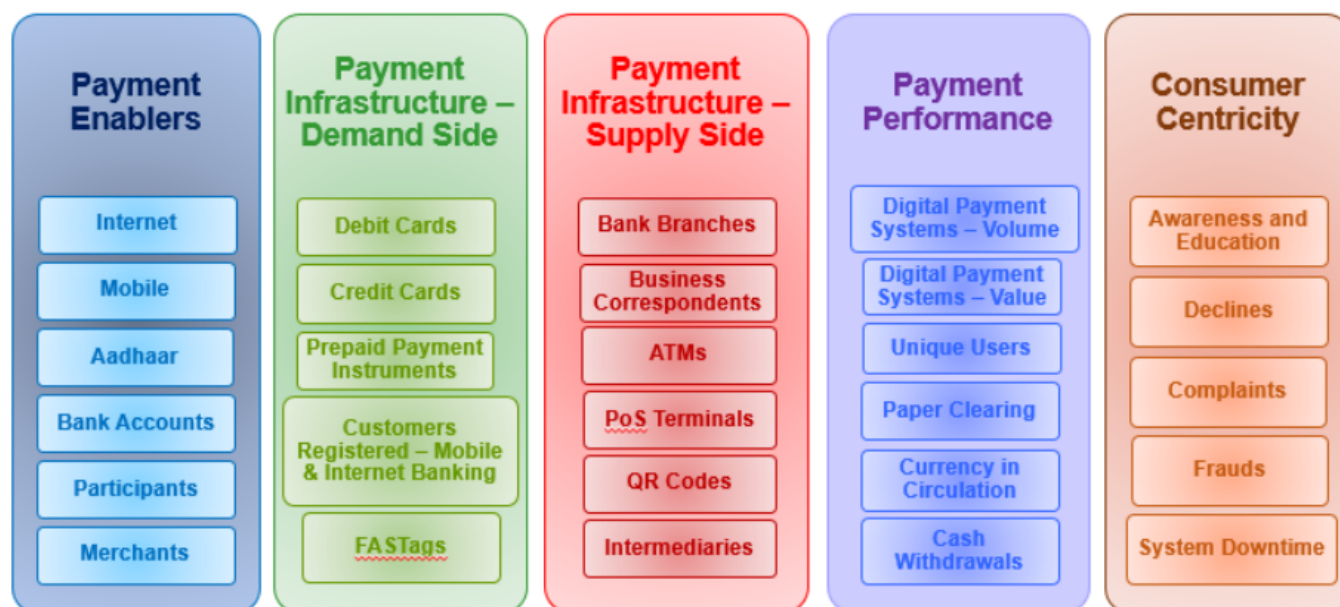 Payment
Enablers
Internet
Mobile
Aadhaar
Bank Accounts
Participants
Merchants
Payment
Infrastructure –
Demand Side
Debit Cards
Credit Cards
Prepaid Payment
Instruments
Customers
Registered – Mobile
& Internet Banking
FASTags
Payment
Infrastructure –
Supply Side
Bank Branches
Business
Correspondents
ATMs
PoS Terminals
QR Codes
Intermediaries
Payment
Performance
Digital Payment
Systems – Volume
Digital Payment
Systems – Value
Unique Users
Paper Clearing
Currency in
Circulation
Cash
Withdrawals
Consumer
Centricity
Awareness and
Education
Declines
Complaints
Frauds
System Downtime